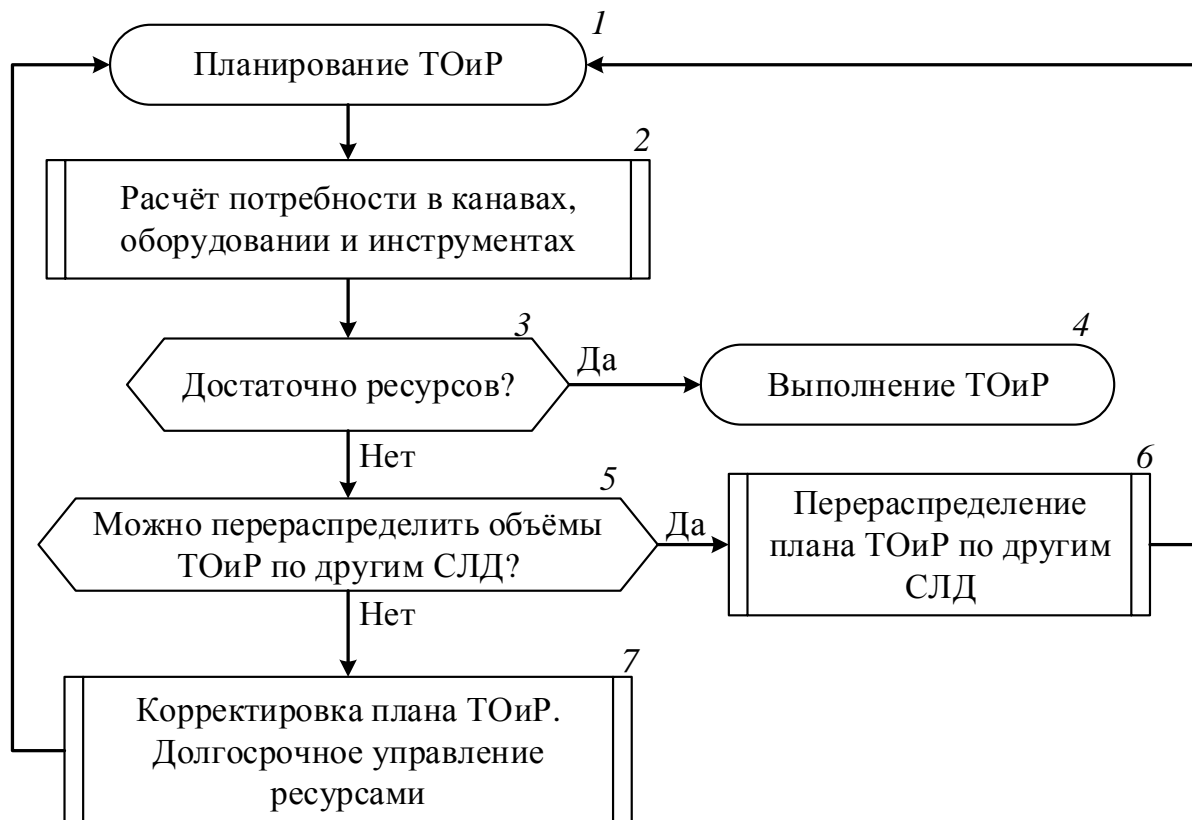 1
Планирование ТОиР
2
Расчёт потребности в канавах,
оборудовании и инструментах
3
Достаточно ресурсов?
Да
4
Выполнение ТОиР
Нет
5
Можно перераспределить объёмы
ТОиР по другим СЛД?
Да
6
Перераспределение
плана ТОиР по другим
СЛД
Нет
7
Корректировка плана ТОиР.
Долгосрочное управление
ресурсами